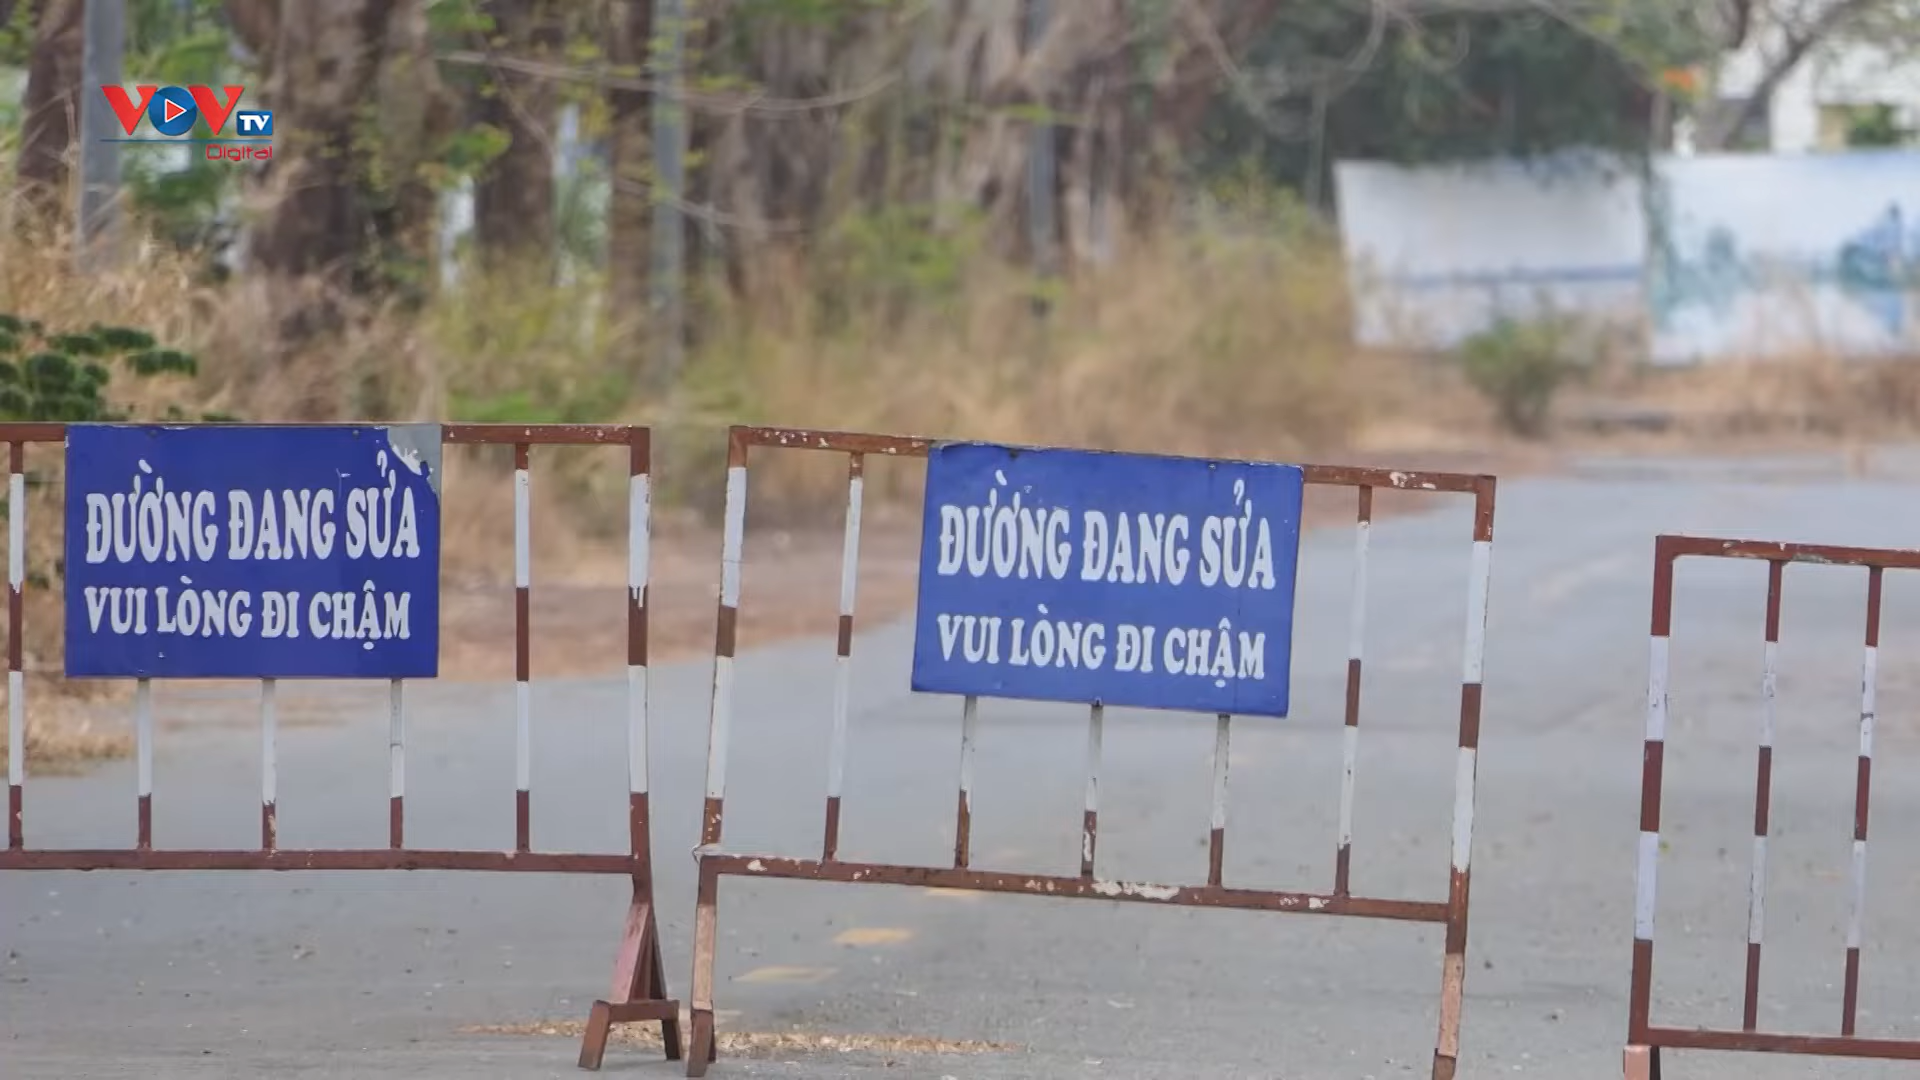 VOV TV
Digital
ĐƯỜNG ĐANG SỬA
VUI LÒNG ĐI CHẬM
ĐƯỜNG ĐANG SỬA
VUI LÒNG ĐI CHẬM